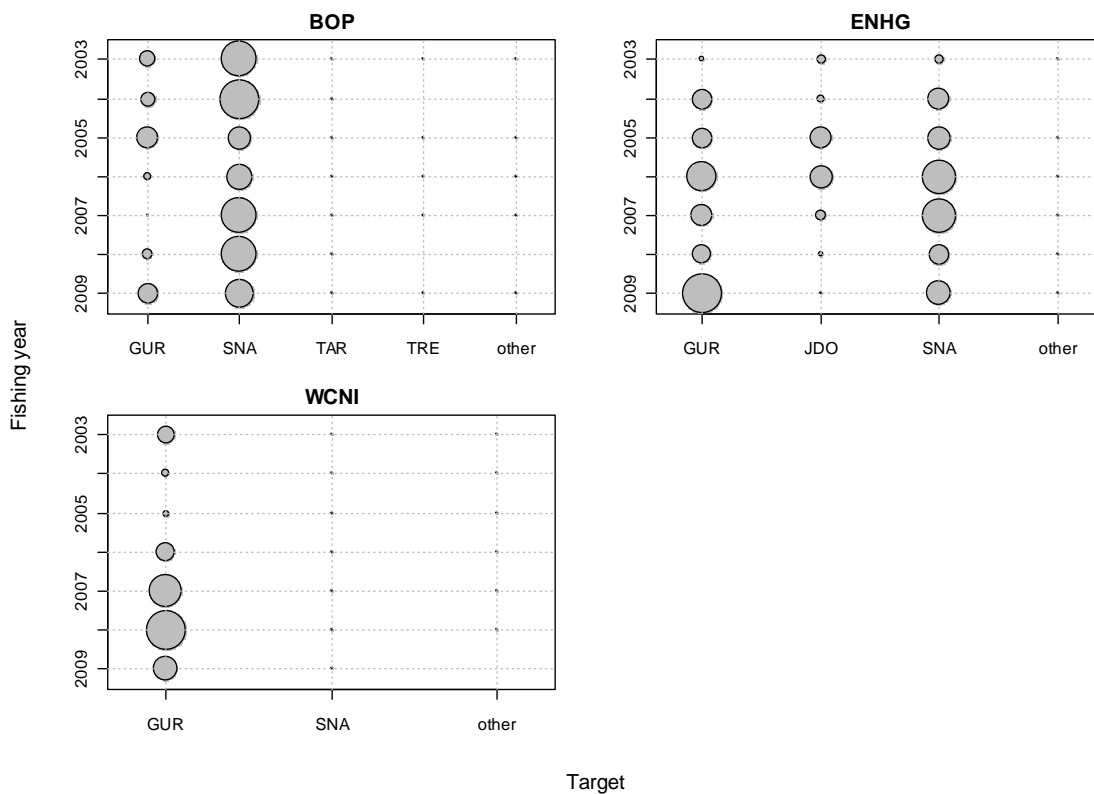 BOP
2003
2005
2007
2009
GUR SNA TAR TRE other
ENHG
2003
2005
2007
2009
GUR JDO SNA other
WCNI
2003
2005
2007
2009
GUR SNA other
Fishing year
Target